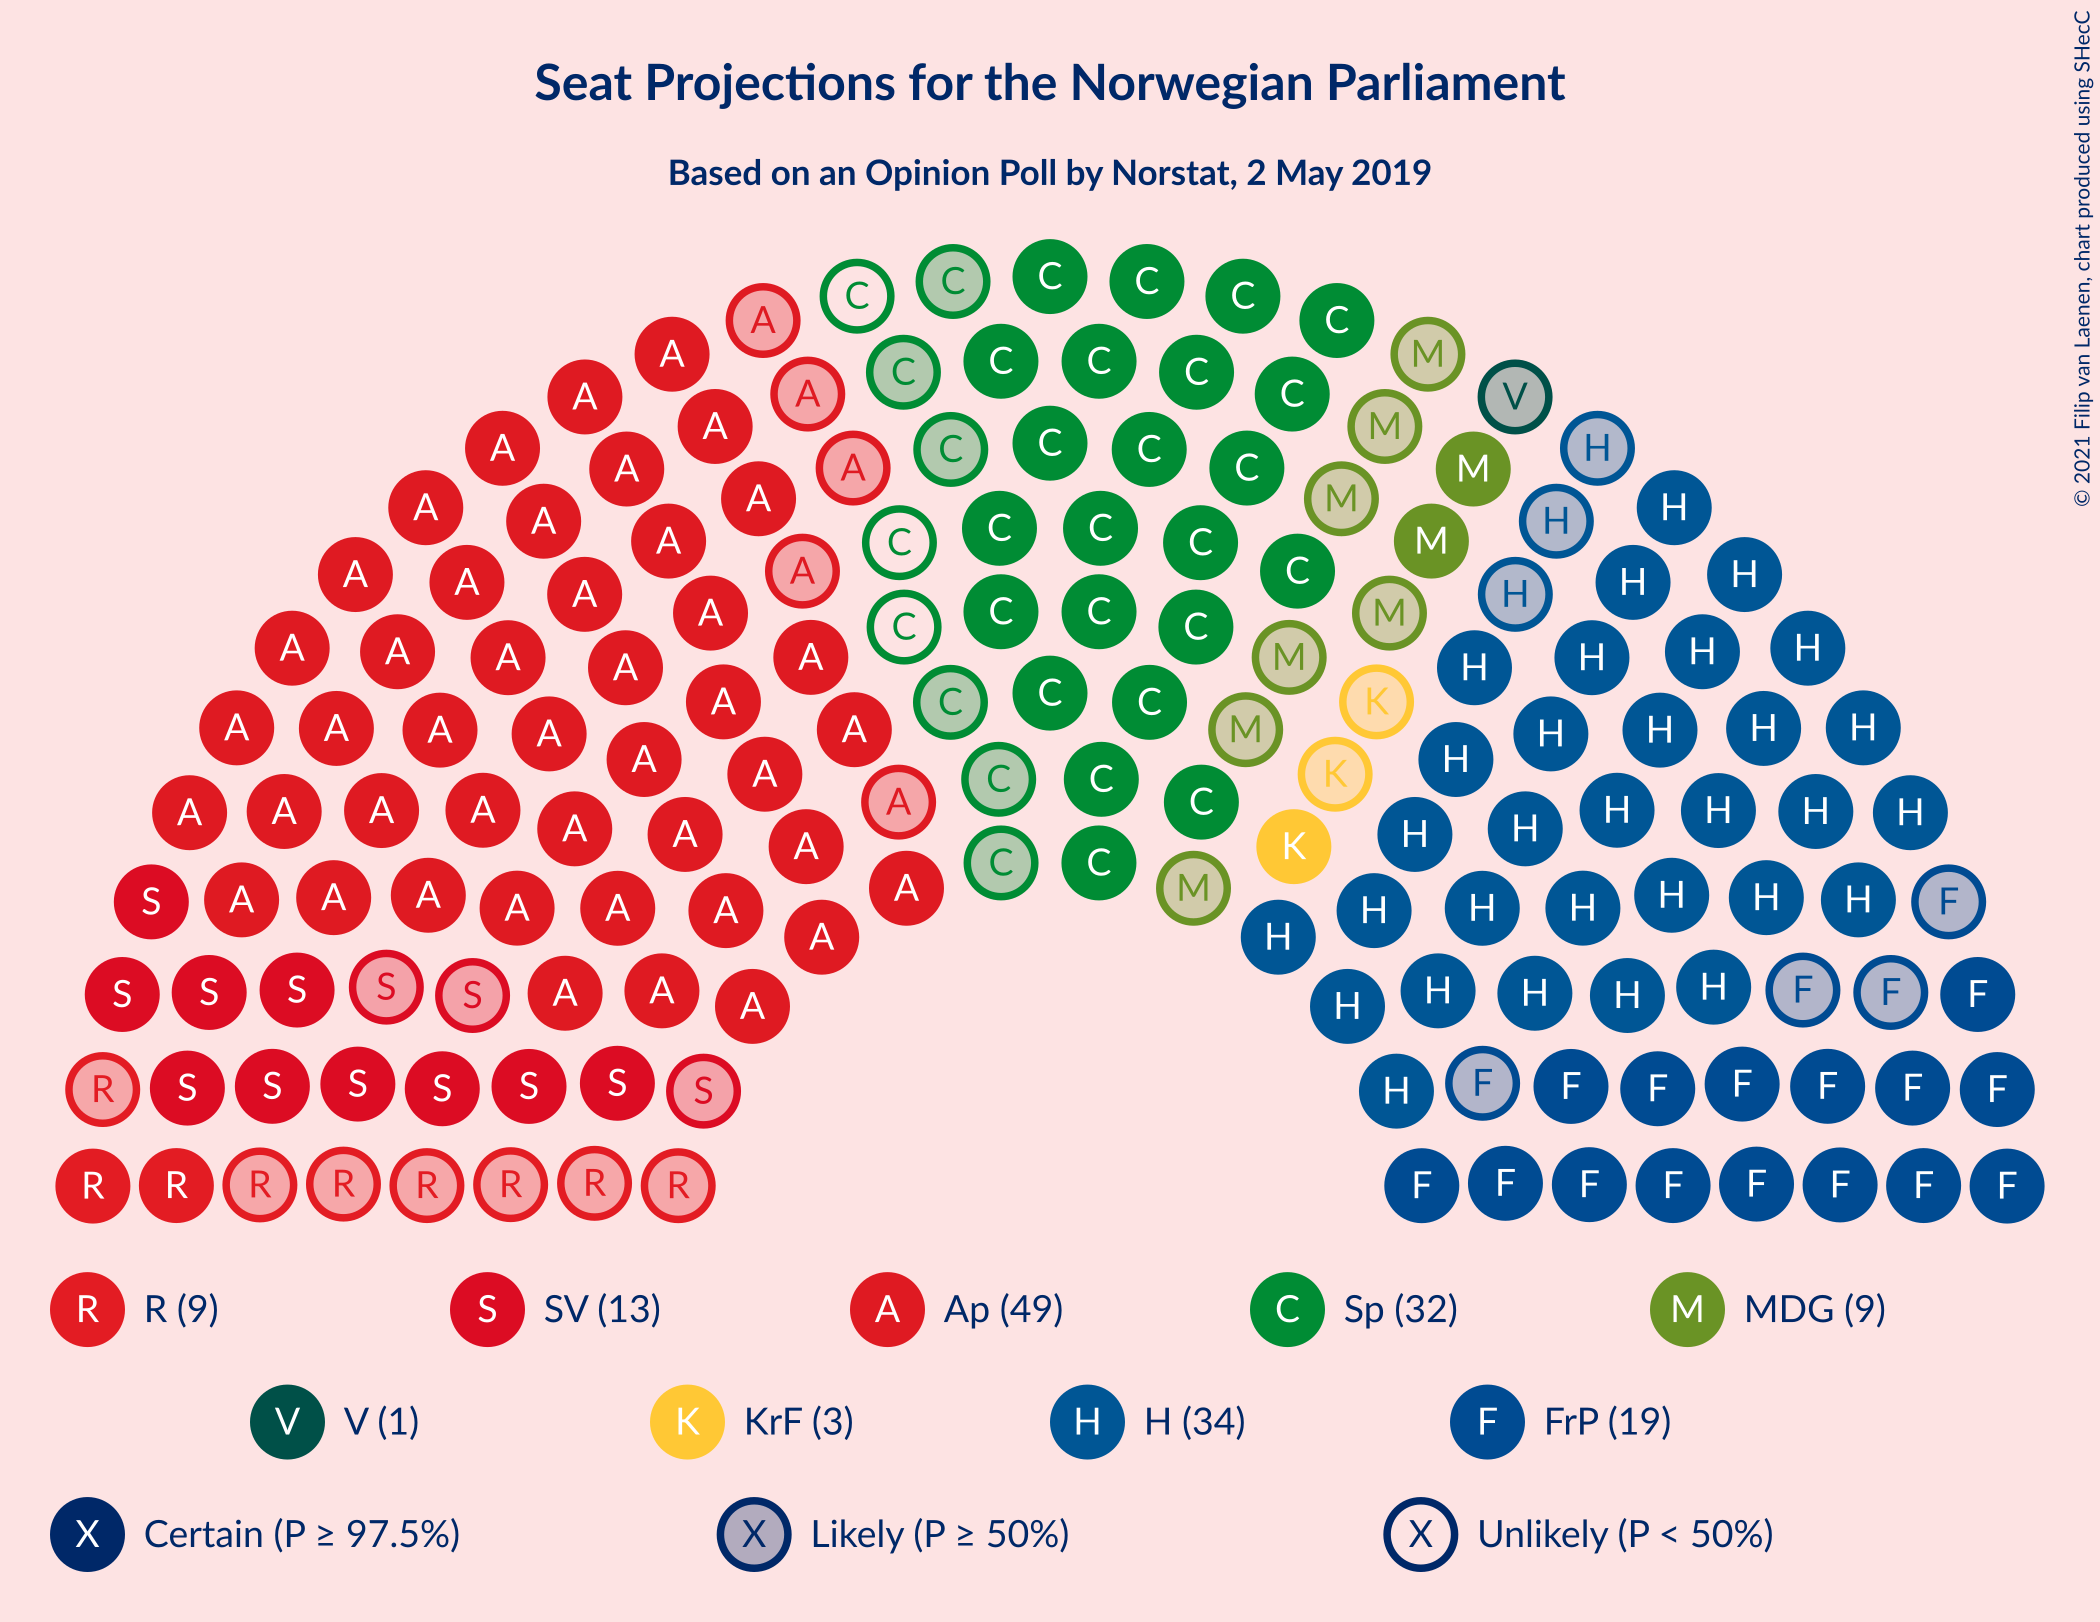 Seat Projections for the Norwegian Parliament
Based on an Opinion Poll by Norstat, 2 May 2019
© 2021 Filip van Laenen, chart produced using SHecC
C C C C C C
A A M
A C C C C M V
A A A C C C C M M H
A A A A C C C C M M H H
A A A A A C C C M M H H H
A A A A A A C C C M K H H H H
A A A A A A A A C C C K H H H H H
A A A A A A A A C C M K H H H H H H
S A A A A A A A A H H H H H H H F
S S S S S A A A H H H H H F F F
R S S S S S S S H F F F F F F F
R R R R R R R R F F F F F F F F
R R (9) S SV (13) A Ap (49) C Sp (32) M MDG (9)
V V (1) K KrF (3) H H (34) F FrP (19)
X Certain (P ≥ 97.5%) X Likely (P ≥ 50%) X Unlikely (P < 50%)